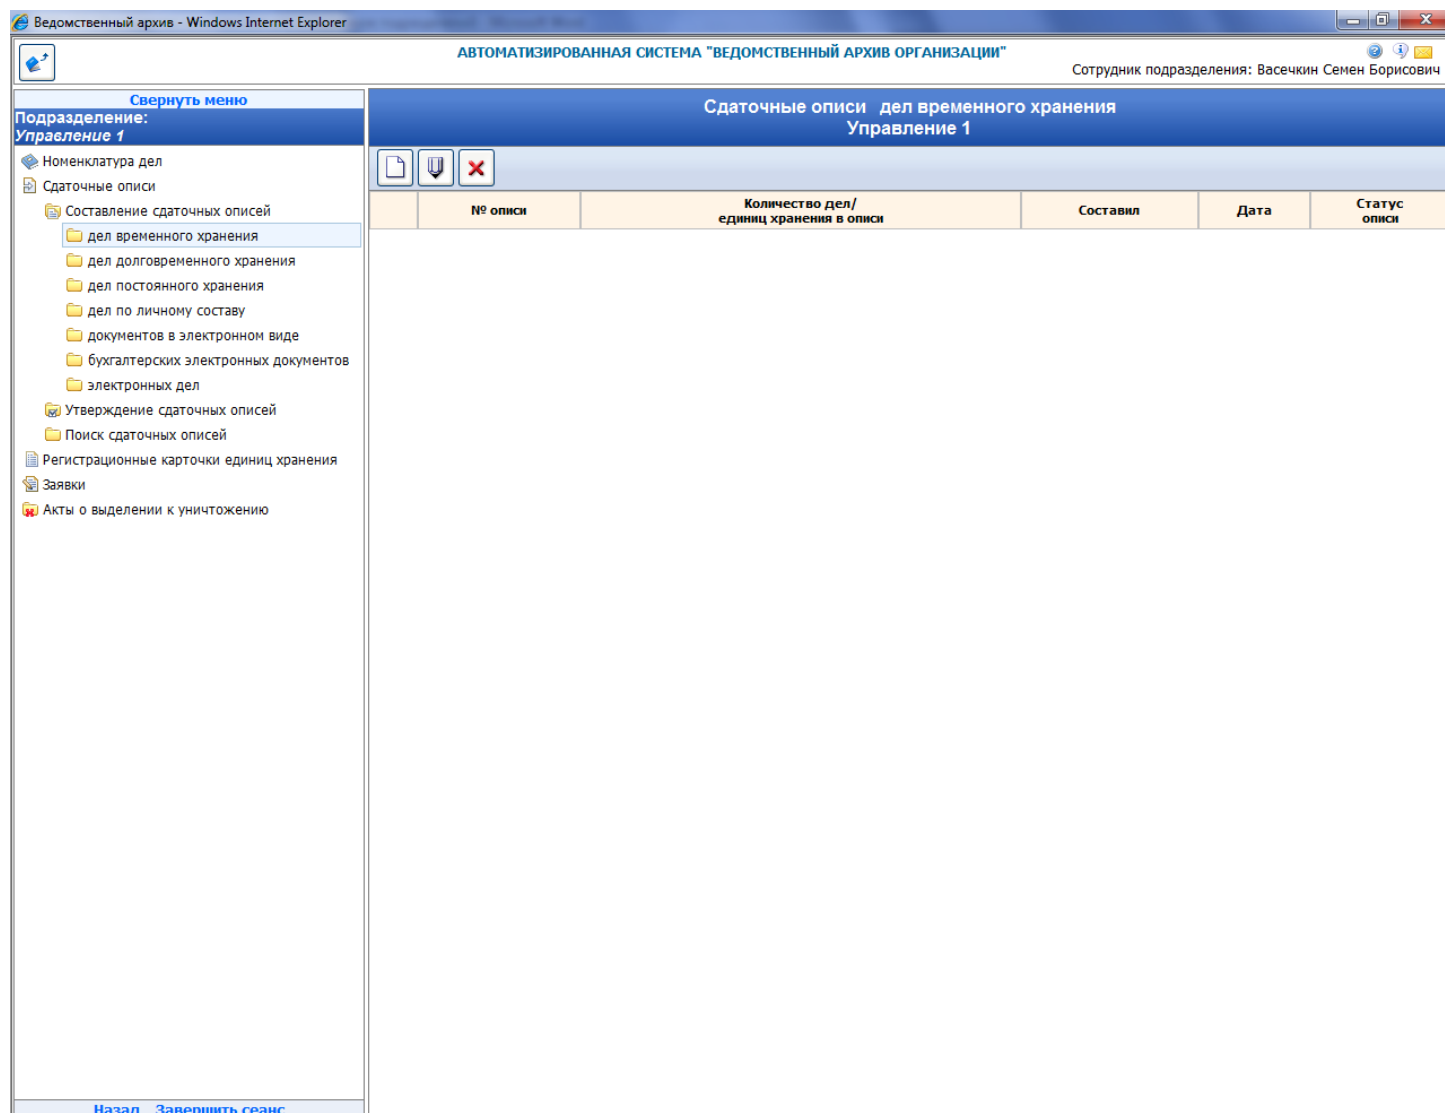 Ведомственный архив - Windows Internet Explorer
АВТОМАТИЗИРОВАННАЯ СИСТЕМА "ВЕДОМСТВЕННЫЙ АРХИВ ОРГАНИЗАЦИИ"
Сотрудник подразделения: Васечкин Семен Борисович
Свернуть меню
Подразделение:
Управление 1
Номенклатура дел
Сдаточные описи
Составление сдаточных описей
дел временного хранения
дел долговременного хранения
дел постоянного хранения
дел по личному составу
документов в электронном виде
бухгалтерских электронных документов
электронных дел
Утверждение сдаточных описей
Поиск сдаточных описей
Регистрационные карточки единиц хранения
Заявки
Акты о выделении к уничтожению
Назад Завершить сеанс
Сдаточные описи дел временного хранения
Управление 1
№ описи
Количество дел/
единиц хранения в описи
Составил
Дата
Статус
описи